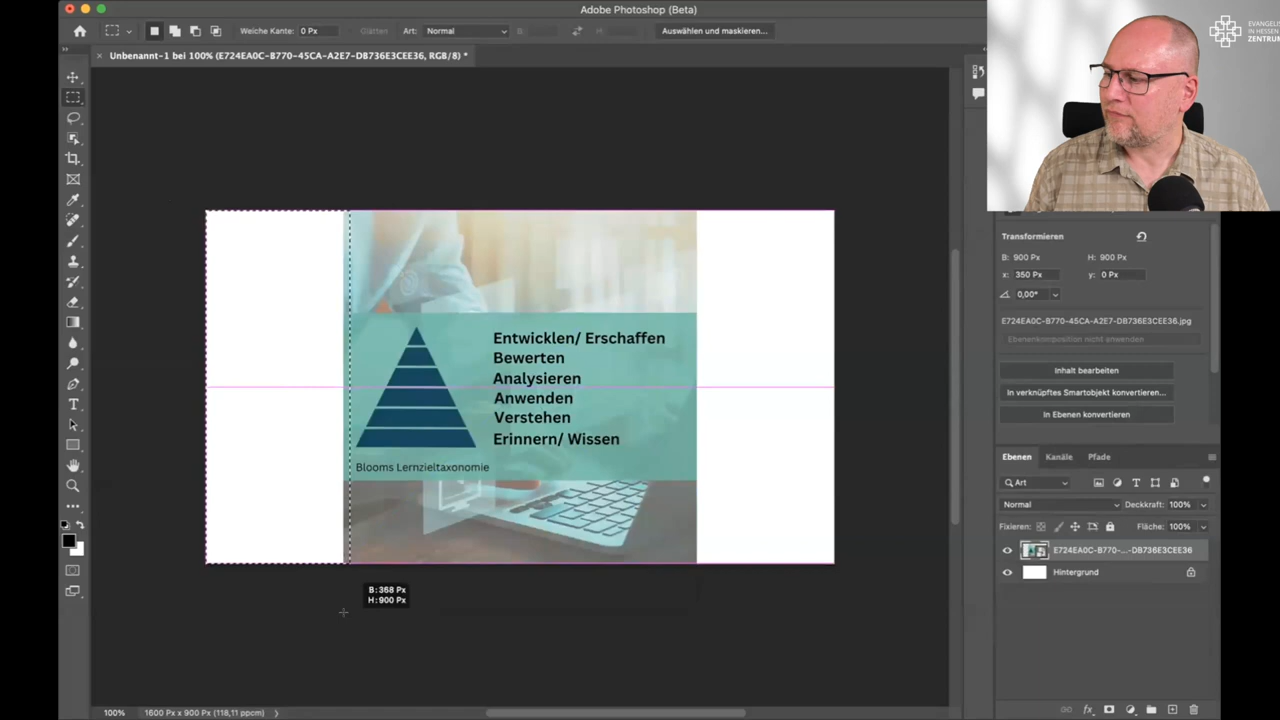 Adobe Photoshop (Beta)
Weiche Kante: 0 Px
Glätten
Art: Normal
B:
H:
Auswählen und maskieren...
Unbenannt-1 bei 100% (E724EA0C-B770-45CA-A2E7-DB736E3CEE36, RGB/8) *
EVANGELIS
IN HESSEN
ZENTRUM
Transformieren
B: 900 Px
H: 900 Px
x: 350 Px
y: 0 Px
0,00°
E724EA0C-B770-45CA-A2E7-DB736E3CEE36.jpg
Ebenenkomposition nicht anwenden
Inhalt bearbeiten
In verknüpftes Smartobjekt konvertieren...
In Ebenen konvertieren
Entwicklen/ Erschaffen
Bewerten
Analysieren
Anwenden
Verstehen
Erinnern/ Wissen
Blooms Lernzieltaxonomie
B: 368 Px
H: 900 Px
Ebenen
Kanäle
Pfade
Art
Normal
Deckkraft: 100%
Fixieren:
Fläche: 100%
E724EA0C-B770-...-DB736E3CEE36
Hintergrund
fx
100%
1600 Px x 900 Px (118,11 ppcm)